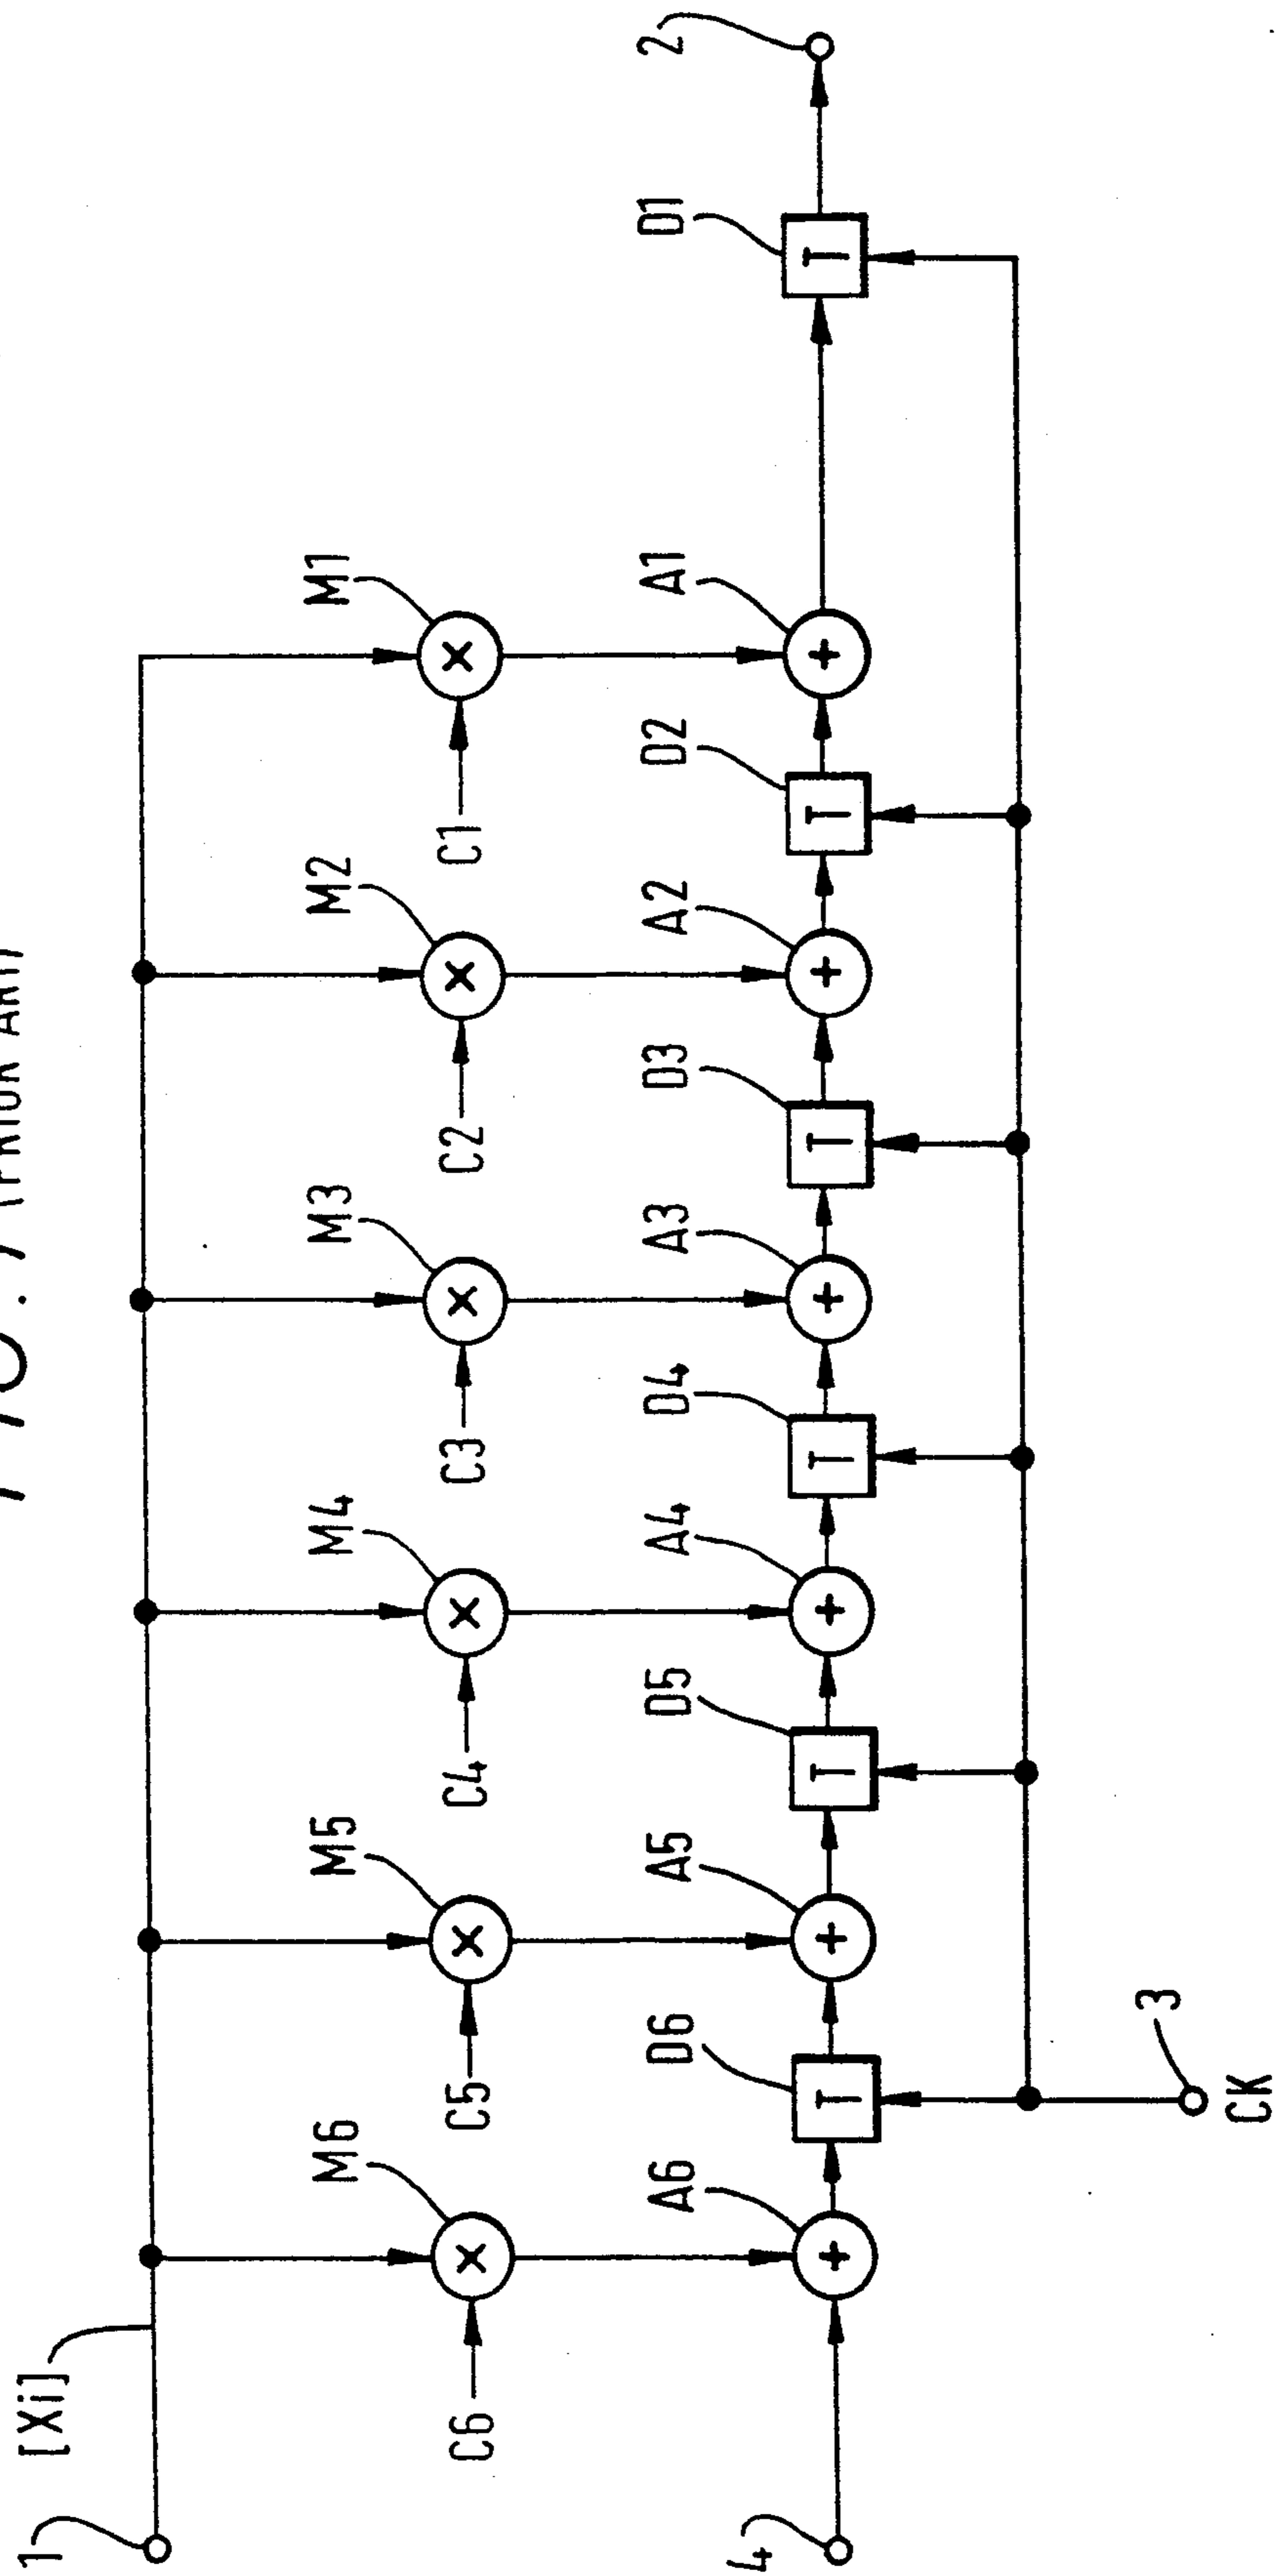 FIG.
(PRIOR ART)
1
[Xi]
M6
M5
M4
M3
M2
M1
×
×
×
×
×
×
C6
C5
C4
C3
C2
C1
4
A6
D6
A5
D5
A4
D4
A3
D3
A2
D2
A1
D1
2
+
T
+
T
+
T
+
T
+
T
+
T
3
CK